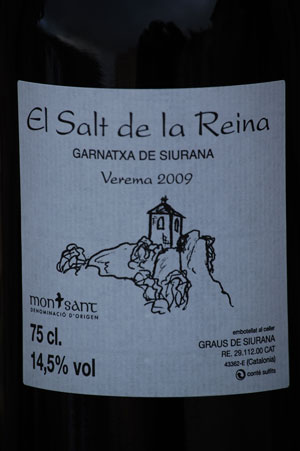 El Salt de la Reina
GARNATXA DE SIURANA
Verema 2009
montsant
DENOMINACIÓ D'ORIGEN
75 cl.
14,5% vol
embotellat al celler
GRAUS DE SIURANA
RE. 29.112.00 CAT
43362-E (Catalonia)
conté sulfits